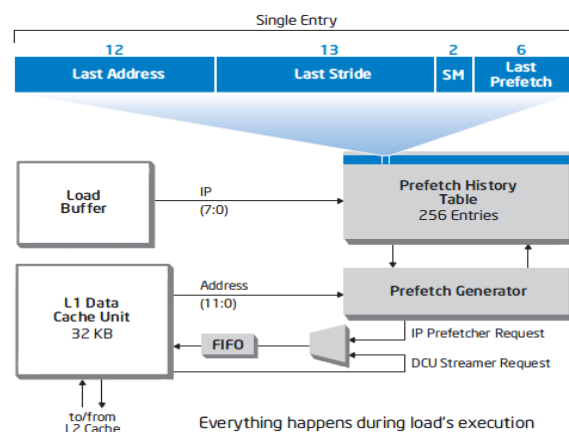 Single Entry
12
13
2
6
Last Address
Last Stride
SM
Last
Prefetch
Load
Buffer
IP
(7:0)
Prefetch History
Table
256 Entries
L1 Data
Cache Unit
32 KB
Address
(11:0)
Prefetch Generator
FIFO
IP Prefetcher Request
DCU Streamer Request
to/from
L2 Cache
Everything happens during load's execution